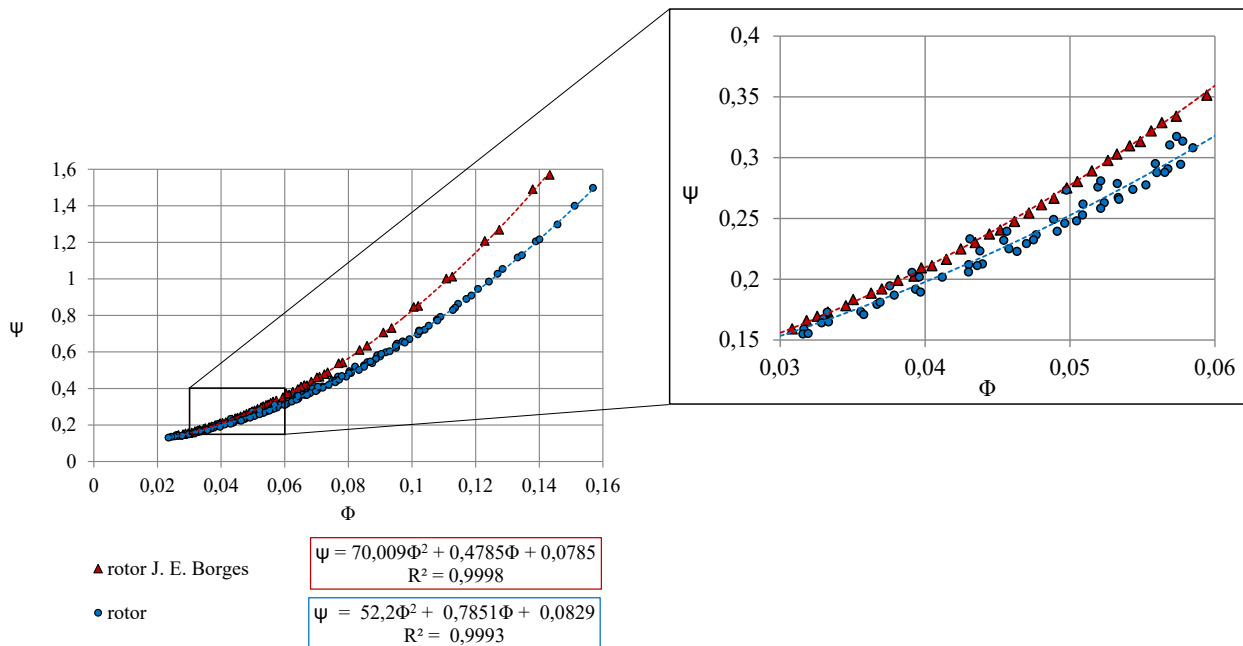 1,6
1,4
1,2
1
0,8
0,6
0,4
0,2
0
Ψ
0 0,02 0,04 0,06 0,08 0,1 0,12 0,14 0,16
Φ
0,4
0,35
0,3
0,25
0,2
0,15
Ψ
0,03 0,04 0,05 0,06
Φ
rotor J. E. Borges
Ψ = 70,009Φ² + 0,4785Φ + 0,0785
R² = 0,9998
rotor
Ψ = 52,2Φ² + 0,7851Φ + 0,0829
R² = 0,9993